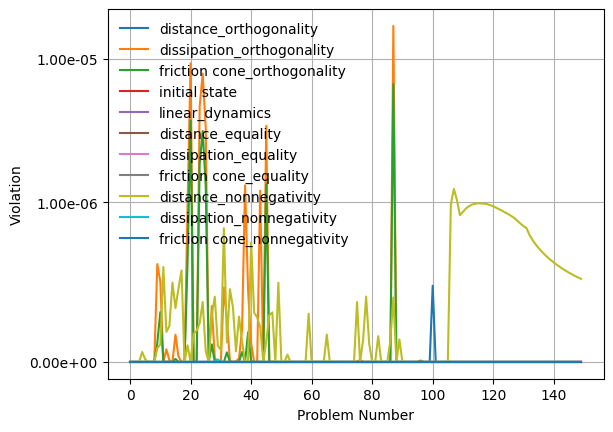 distance_orthogonality
dissipation_orthogonality
friction cone_orthogonality
initial state
linear_dynamics
distance_equality
dissipation_equality
friction cone_equality
distance_nonnegativity
dissipation_nonnegativity
friction cone_nonnegativity
1.00e-05
1.00e-06
0.00e+00
Violation
0 20 40 60 80 100 120 140
Problem Number